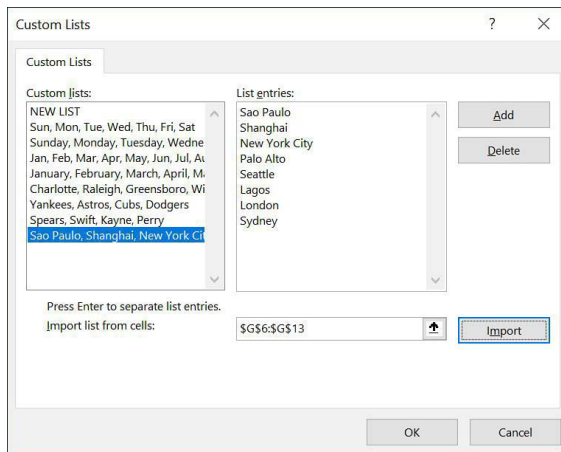 Custom Lists
?
Custom Lists
Custom lists:
NEW LIST
Sun, Mon, Tue, Wed, Thu, Fri, Sat
Sunday, Monday, Tuesday, Wedne
Jan, Feb, Mar, Apr, May, Jun, Jul, Au
January, February, March, April, Ma
Charlotte, Raleigh, Greensboro, Wi
Yankees, Astros, Cubs, Dodgers
Spears, Swift, Kayne, Perry
Sao Paulo, Shanghai, New York Cit
List entries:
Sao Paulo
Shanghai
New York City
Palo Alto
Seattle
Lagos
London
Sydney
Add
Delete
Press Enter to separate list entries.
Import list from cells:
$G$6:$G$13
Import
OK
Cancel